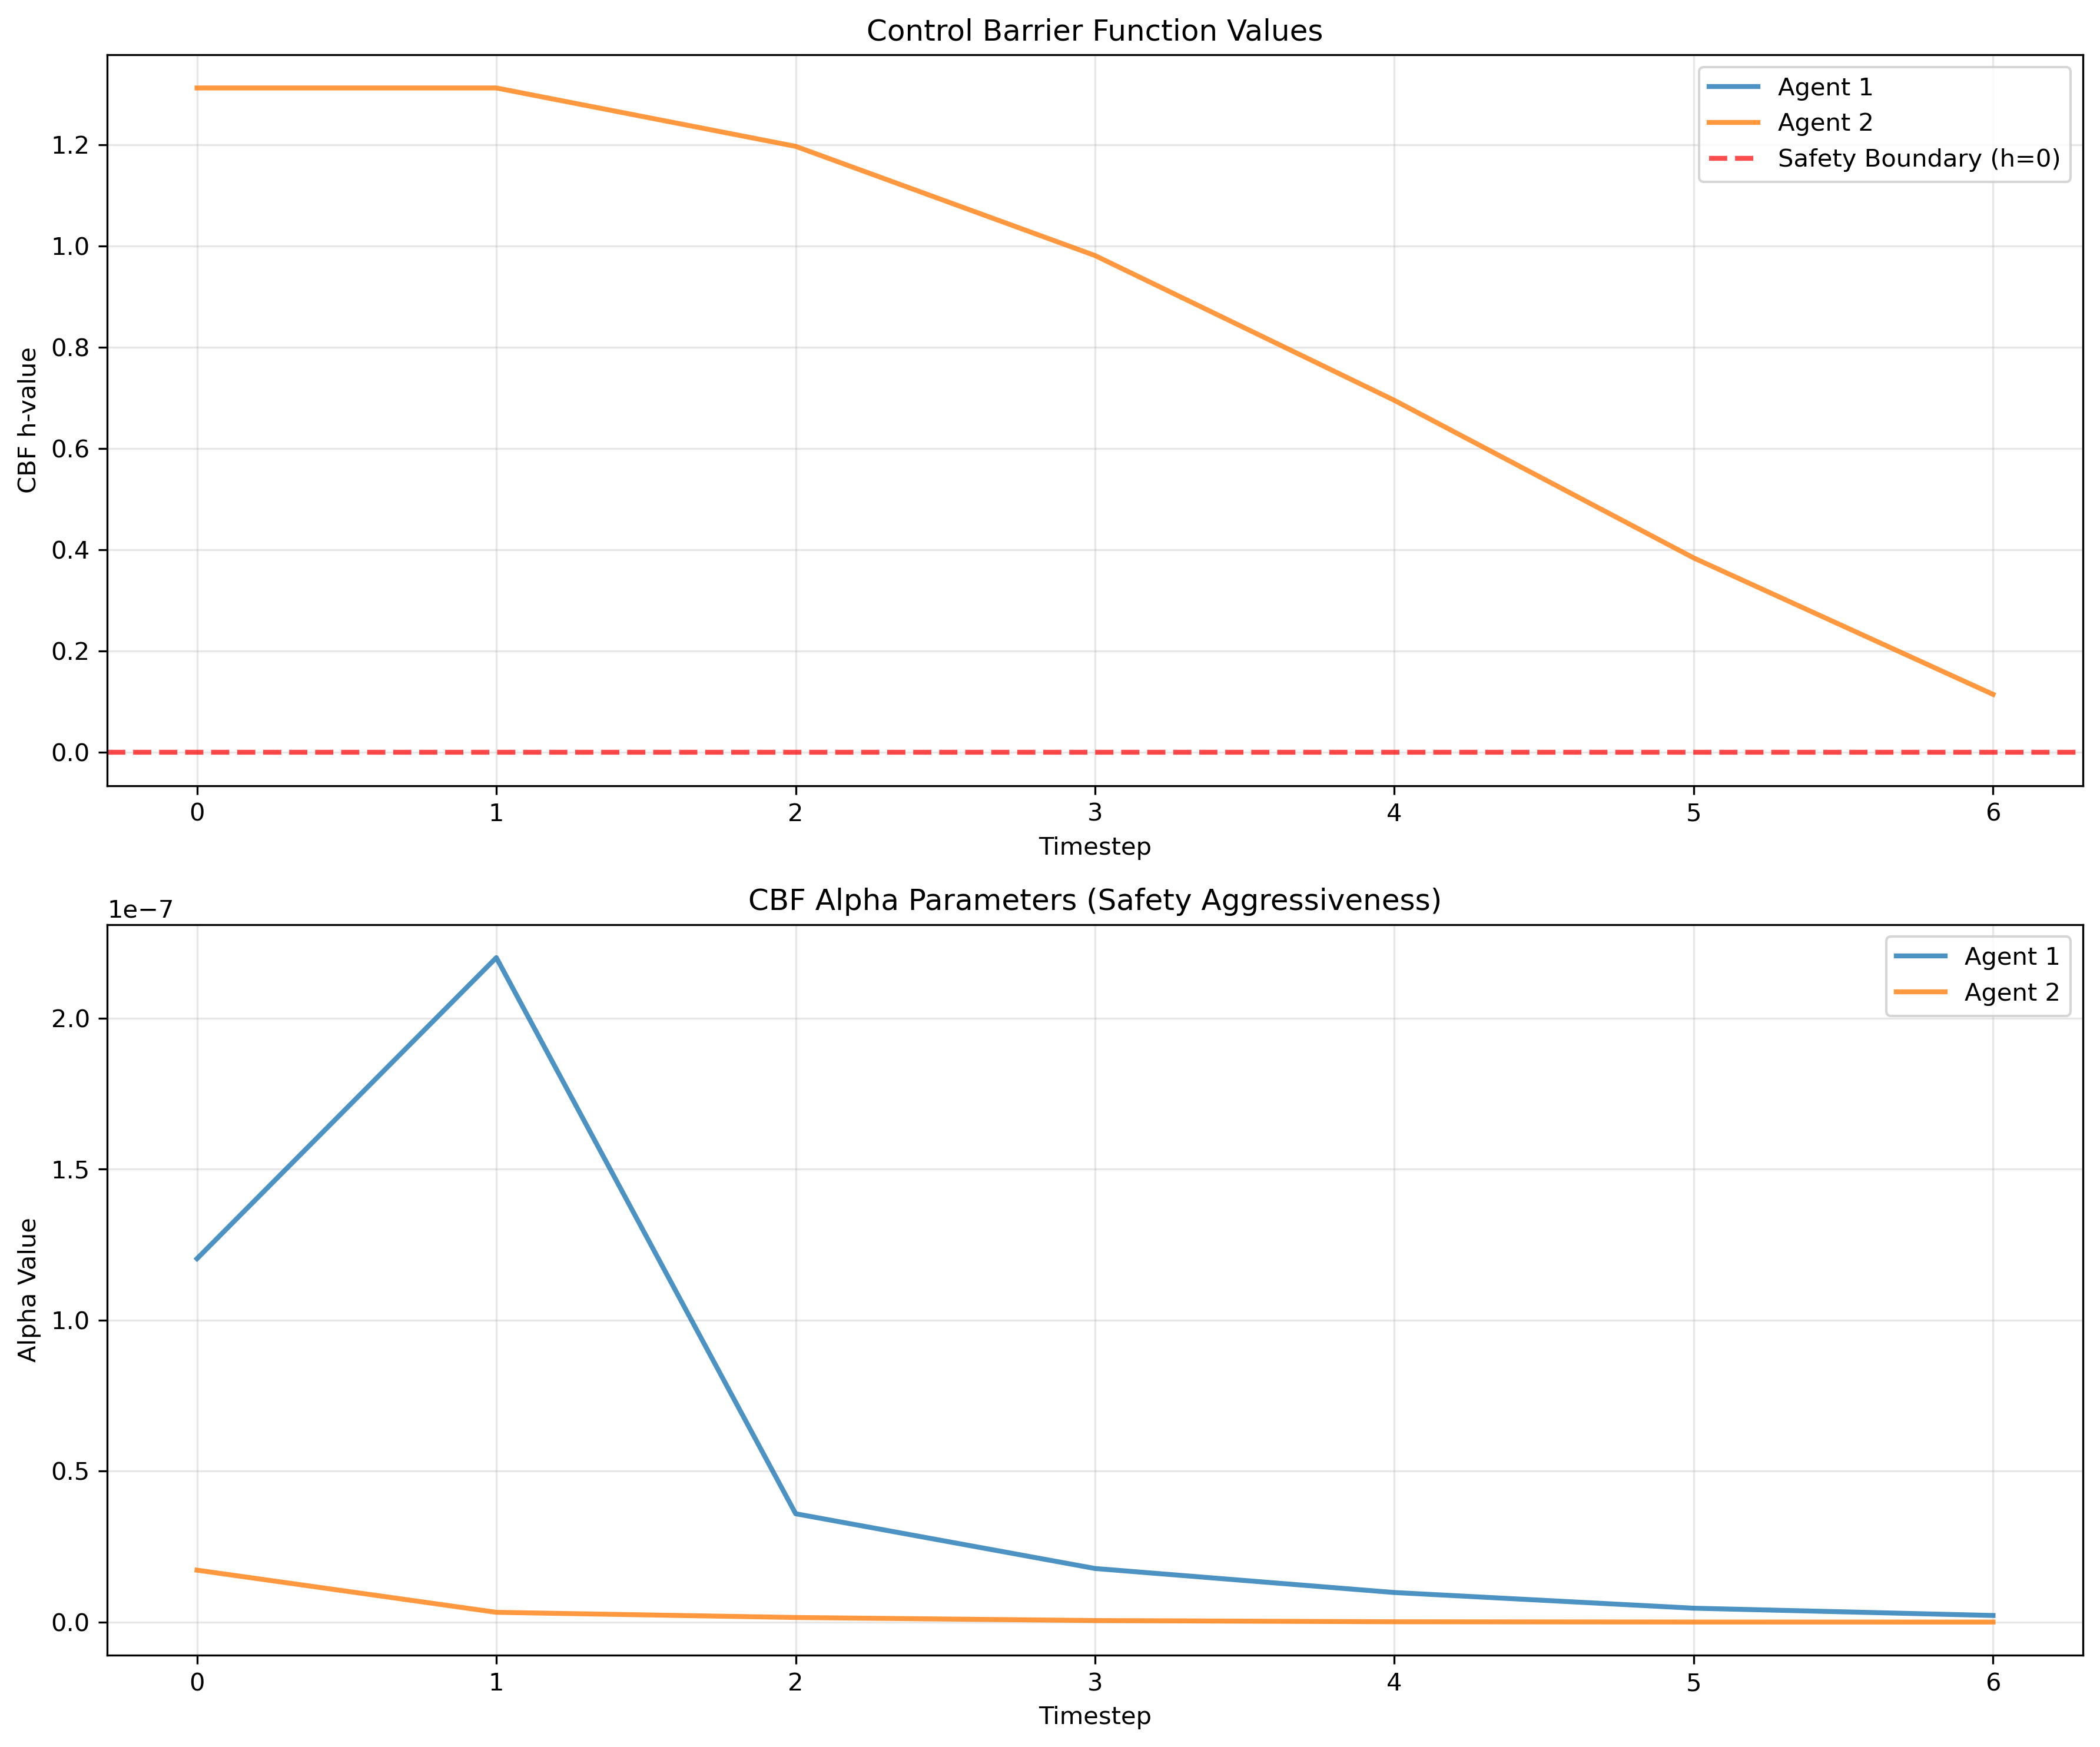 Control Barrier Function Values
Agent 1
Agent 2
Safety Boundary (h=0)
CBF h-value
1.2
1.0
0.8
0.6
0.4
0.2
0.0
0 1 2 3 4 5 6
Timestep
CBF Alpha Parameters (Safety Aggressiveness)
1e−7
Agent 1
Agent 2
Alpha Value
2.0
1.5
1.0
0.5
0.0
0 1 2 3 4 5 6
Timestep